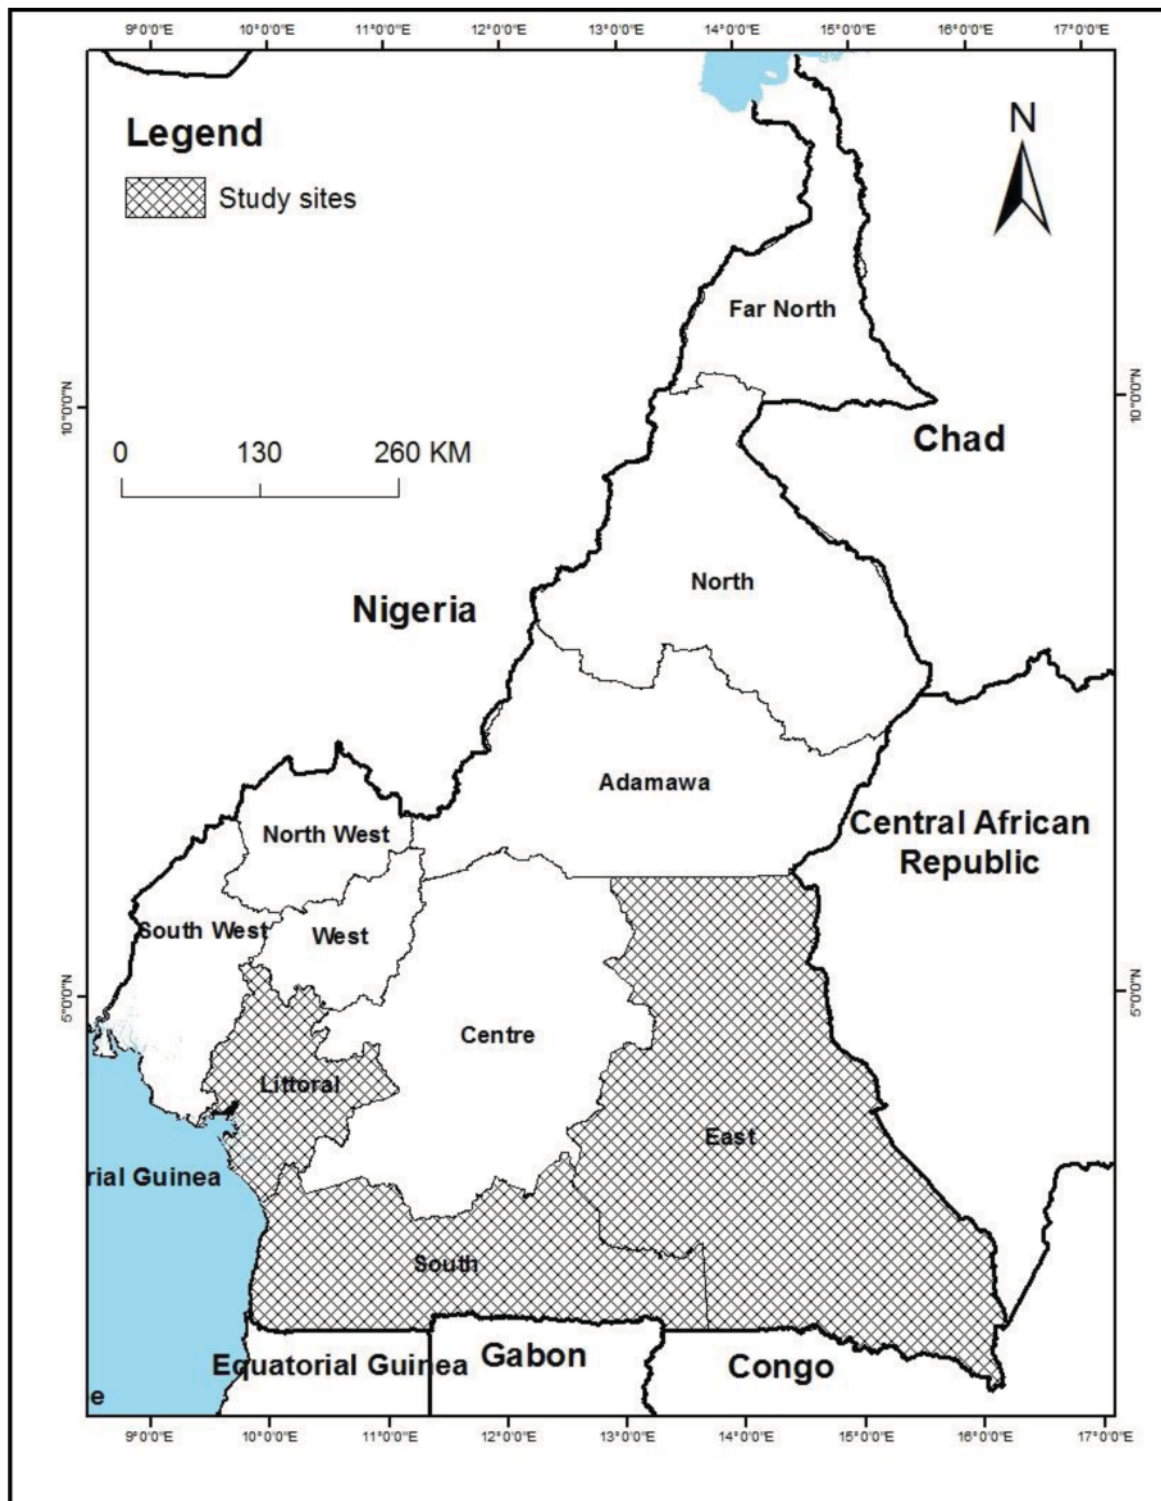 9°0'0"E 10°0'0"E 11°0'0"E 12°0'0"E 13°0'0"E 14°0'0"E 15°0'0"E 16°0'0"E 17°0'0"E
Legend
N
Study sites
Far North
10°0'0"N
10°0'0"N
0 130 260 KM
Chad
North
Nigeria
Adamawa
North West
Central African
Republic
South West
West
5°0'0"N
5°0'0"N
Centre
Littoral
East
rial Guinea
South
Equatorial Guinea
Gabon
Congo
e
9°0'0"E 10°0'0"E 11°0'0"E 12°0'0"E 13°0'0"E 14°0'0"E 15°0'0"E 16°0'0"E 17°0'0"E